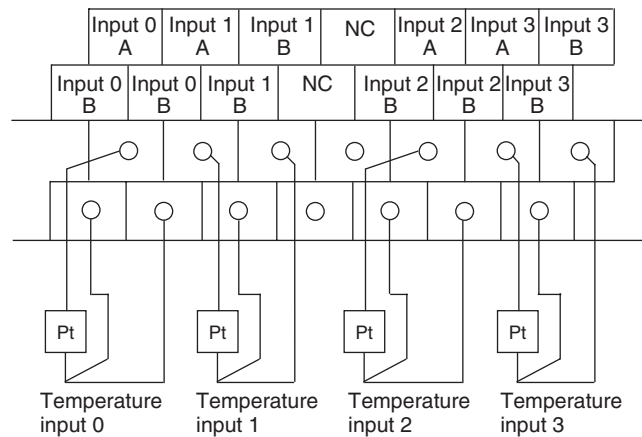 Input 0 Input 1 Input 1 NC Input 2 Input 3 Input 3
A A B A A B
Input 0 Input 0 Input 1 NC Input 2 Input 2 Input 3
B B B B B B
Pt Pt Pt Pt
Temperature Temperature Temperature Temperature
input 0 input 1 input 2 input 3